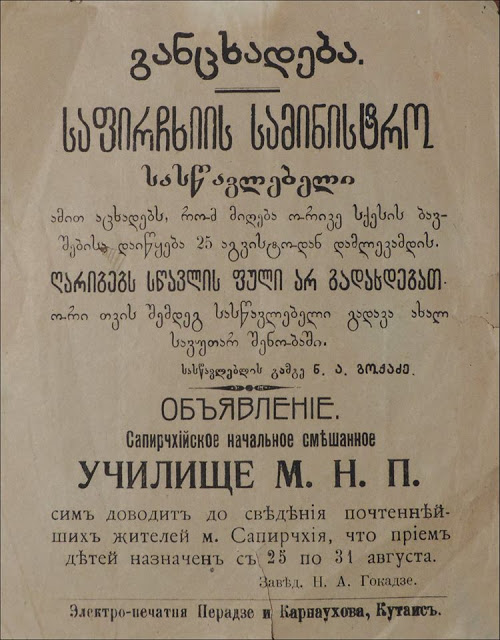 განცხადება.
საფირჩხიის სამინისტრო
სასწავლებელი
ამით აცხადებს, რომ მიღება ორივე სქესის ბავ-
შებისა დაიწყება 25 აგვისტოდან დამლევამდის.
ღარიბებს სწავლის ფული არ გადახდებათ.
ორი თვის შემდეგ სასწავლებელი გადავა ახალ
საკუთარ შენობაში.
სასწავლებლის გამგე ნ. ა. გოქაძე.
ОБЪЯВЛЕНІЕ.
Сапирчхійское начальное смѣшанное
УЧИЛИЩЕ М. Н. П.
симъ доводитъ до свѣдѣнія почтеннѣй-
шихъ жителей м. Сапирчхія, что пріемъ
дѣтей назначенъ съ 25 по 31 августа.
Завѣд. Н. А. Гокадзе.
Электро-печатня Перадзе и Карнаухова, Кутаисъ.